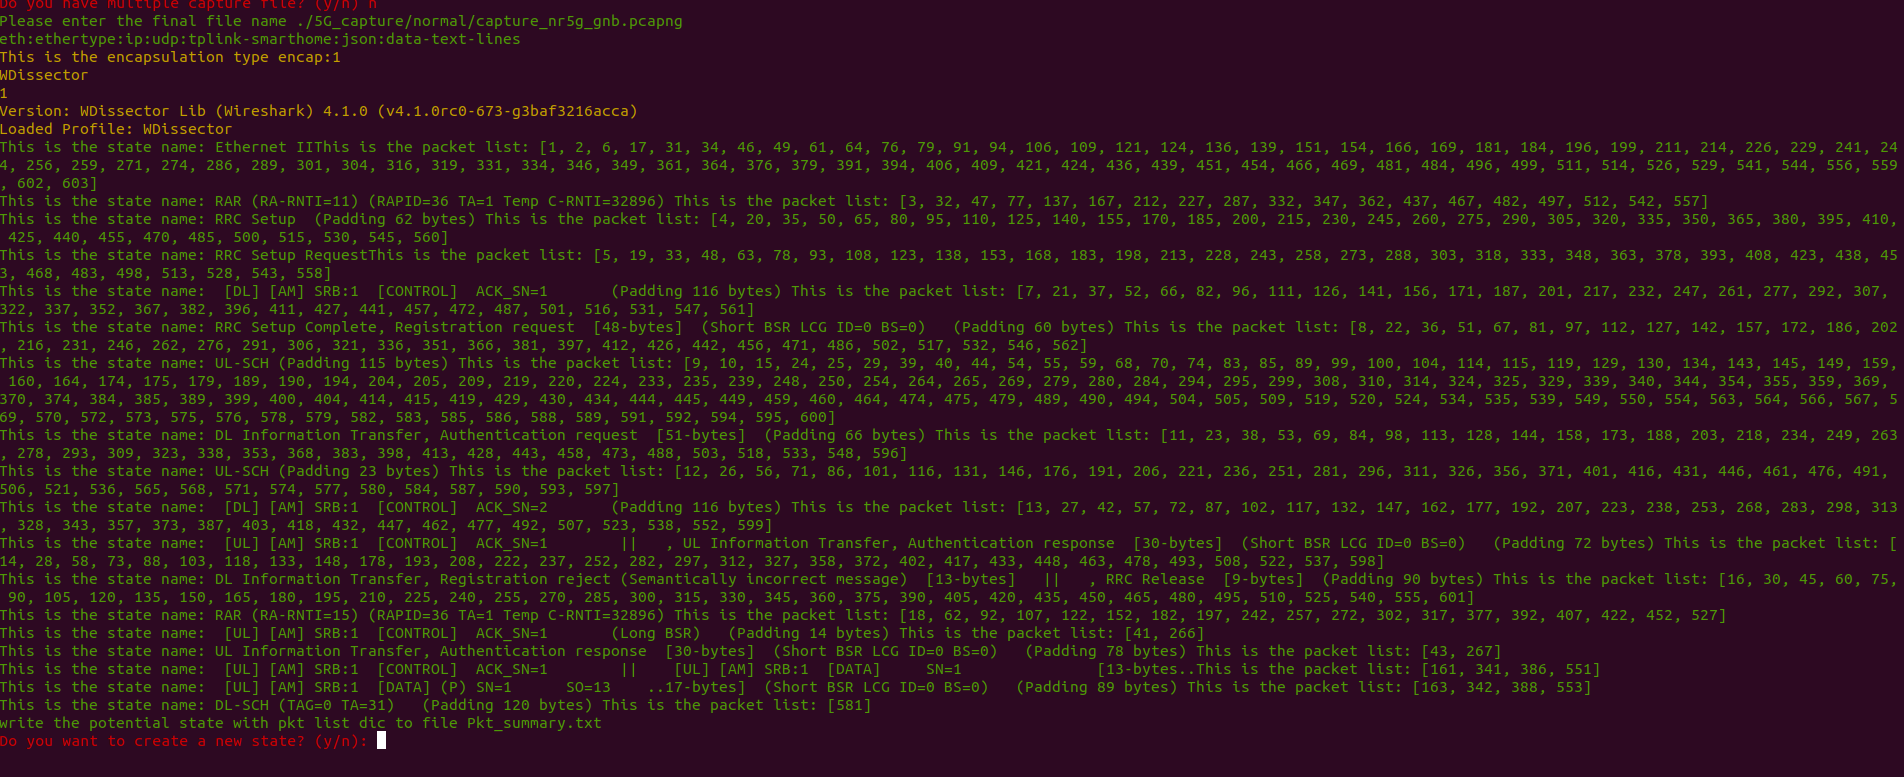 Do you have Multiple capture file? (y/n) n
Please enter the final file name ./5G_capture/normal/capture_nr5g_gnb.pcapng
eth:ethertype:ip:udp:tplink-smarthome:json:data-text-lines
This is the encapsulation type encap:1
WDissector
1
Version: WDissector Lib (Wireshark) 4.1.0 (v4.1.0rc0-673-g3baf3216acca)
Loaded Profile: WDissector
This is the state name: Ethernet IIThis is the packet list: [1, 2, 6, 17, 31, 34, 46, 49, 61, 64, 76, 79, 91, 94, 106, 109, 121, 124, 136, 139, 151, 154, 166, 169, 181, 184, 196, 199, 211, 214, 226, 229, 241, 24
4, 256, 259, 271, 274, 286, 289, 301, 304, 316, 319, 331, 334, 346, 349, 361, 364, 376, 379, 391, 394, 406, 409, 421, 424, 436, 439, 451, 454, 466, 469, 481, 484, 496, 499, 511, 514, 526, 529, 541, 544, 556, 559
, 602, 603]
This is the state name: RAR (RA-RNTI=11) (RAPID=36 TA=1 Temp C-RNTI=32896) This is the packet list: [3, 32, 47, 77, 137, 167, 212, 227, 287, 332, 347, 362, 437, 467, 482, 497, 512, 542, 557]
This is the state name: RRC Setup  (Padding 62 bytes) This is the packet list: [4, 20, 35, 50, 65, 80, 95, 110, 125, 140, 155, 170, 185, 200, 215, 230, 245, 260, 275, 290, 305, 320, 335, 350, 365, 380, 395, 410,
 425, 440, 455, 470, 485, 500, 515, 530, 545, 560]
This is the state name: RRC Setup RequestThis is the packet list: [5, 19, 33, 48, 63, 78, 93, 108, 123, 138, 153, 168, 183, 198, 213, 228, 243, 258, 273, 288, 303, 318, 333, 348, 363, 378, 393, 408, 423, 438, 45
3, 468, 483, 498, 513, 528, 543, 558]
This is the state name:  [DL] [AM] SRB:1  [CONTROL]  ACK_SN=1       (Padding 116 bytes) This is the packet list: [7, 21, 37, 52, 66, 82, 96, 111, 126, 141, 156, 171, 187, 201, 217, 232, 247, 261, 277, 292, 307,
322, 337, 352, 367, 382, 396, 411, 427, 441, 457, 472, 487, 501, 516, 531, 547, 561]
This is the state name: RRC Setup Complete, Registration request  [48-bytes]  (Short BSR LCG ID=0 BS=0)   (Padding 60 bytes) This is the packet list: [8, 22, 36, 51, 67, 81, 97, 112, 127, 142, 157, 172, 186, 202
, 216, 231, 246, 262, 276, 291, 306, 321, 336, 351, 366, 381, 397, 412, 426, 442, 456, 471, 486, 502, 517, 532, 546, 562]
This is the state name: UL-SCH (Padding 115 bytes) This is the packet list: [9, 10, 15, 24, 25, 29, 39, 40, 44, 54, 55, 59, 68, 70, 74, 83, 85, 89, 99, 100, 104, 114, 115, 119, 129, 130, 134, 143, 145, 149, 159,
 160, 164, 174, 175, 179, 189, 190, 194, 204, 205, 209, 219, 220, 224, 233, 235, 239, 248, 250, 254, 264, 265, 269, 279, 280, 284, 294, 295, 299, 308, 310, 314, 324, 325, 329, 339, 340, 344, 354, 355, 359, 369,
370, 374, 384, 385, 389, 399, 400, 404, 414, 415, 419, 429, 430, 434, 444, 445, 449, 459, 460, 464, 474, 475, 479, 489, 490, 494, 504, 505, 509, 519, 520, 524, 534, 535, 539, 549, 550, 554, 563, 564, 566, 567, 5
69, 570, 572, 573, 575, 576, 578, 579, 582, 583, 585, 586, 588, 589, 591, 592, 594, 595, 600]
This is the state name: DL Information Transfer, Authentication request  [51-bytes]  (Padding 66 bytes) This is the packet list: [11, 23, 38, 53, 69, 84, 98, 113, 128, 144, 158, 173, 188, 203, 218, 234, 249, 263
, 278, 293, 309, 323, 338, 353, 368, 383, 398, 413, 428, 443, 458, 473, 488, 503, 518, 533, 548, 596]
This is the state name: UL-SCH (Padding 23 bytes) This is the packet list: [12, 26, 56, 71, 86, 101, 116, 131, 146, 176, 191, 206, 221, 236, 251, 281, 296, 311, 326, 356, 371, 401, 416, 431, 446, 461, 476, 491,
506, 521, 536, 565, 568, 571, 574, 577, 580, 584, 587, 590, 593, 597]
This is the state name:  [DL] [AM] SRB:1  [CONTROL]  ACK_SN=2       (Padding 116 bytes) This is the packet list: [13, 27, 42, 57, 72, 87, 102, 117, 132, 147, 162, 177, 192, 207, 223, 238, 253, 268, 283, 298, 313
, 328, 343, 357, 373, 387, 403, 418, 432, 447, 462, 477, 492, 507, 523, 538, 552, 599]
This is the state name:  [UL] [AM] SRB:1  [CONTROL]  ACK_SN=1        ||   , UL Information Transfer, Authentication response  [30-bytes]  (Short BSR LCG ID=0 BS=0)   (Padding 72 bytes) This is the packet list: [
14, 28, 58, 73, 88, 103, 118, 133, 148, 178, 193, 208, 222, 237, 252, 282, 297, 312, 327, 358, 372, 402, 417, 433, 448, 463, 478, 493, 508, 522, 537, 598]
This is the state name: DL Information Transfer, Registration reject (Semantically incorrect message)  [13-bytes]   ||   , RRC Release  [9-bytes]  (Padding 90 bytes) This is the packet list: [16, 30, 45, 60, 75,
 90, 105, 120, 135, 150, 165, 180, 195, 210, 225, 240, 255, 270, 285, 300, 315, 330, 345, 360, 375, 390, 405, 420, 435, 450, 465, 480, 495, 510, 525, 540, 555, 601]
This is the state name: RAR (RA-RNTI=15) (RAPID=36 TA=1 Temp C-RNTI=32896) This is the packet list: [18, 62, 92, 107, 122, 152, 182, 197, 242, 257, 272, 302, 317, 377, 392, 407, 422, 452, 527]
This is the state name:  [UL] [AM] SRB:1  [CONTROL]  ACK_SN=1       (Long BSR)   (Padding 14 bytes) This is the packet list: [41, 266]
This is the state name: UL Information Transfer, Authentication response  [30-bytes]  (Short BSR LCG ID=0 BS=0)   (Padding 78 bytes) This is the packet list: [43, 267]
This is the state name:  [UL] [AM] SRB:1  [CONTROL]  ACK_SN=1        ||    [UL] [AM] SRB:1  [DATA]     SN=1               [13-bytes..This is the packet list: [161, 341, 386, 551]
This is the state name:  [UL] [AM] SRB:1  [DATA] (P) SN=1      SO=13    ..17-bytes]  (Short BSR LCG ID=0 BS=0)   (Padding 89 bytes) This is the packet list: [163, 342, 388, 553]
This is the state name: DL-SCH (TAG=0 TA=31)   (Padding 120 bytes) This is the packet list: [581]
write the potential state with pkt list dic to file Pkt_summary.txt
Do you want to create a new state? (y/n):